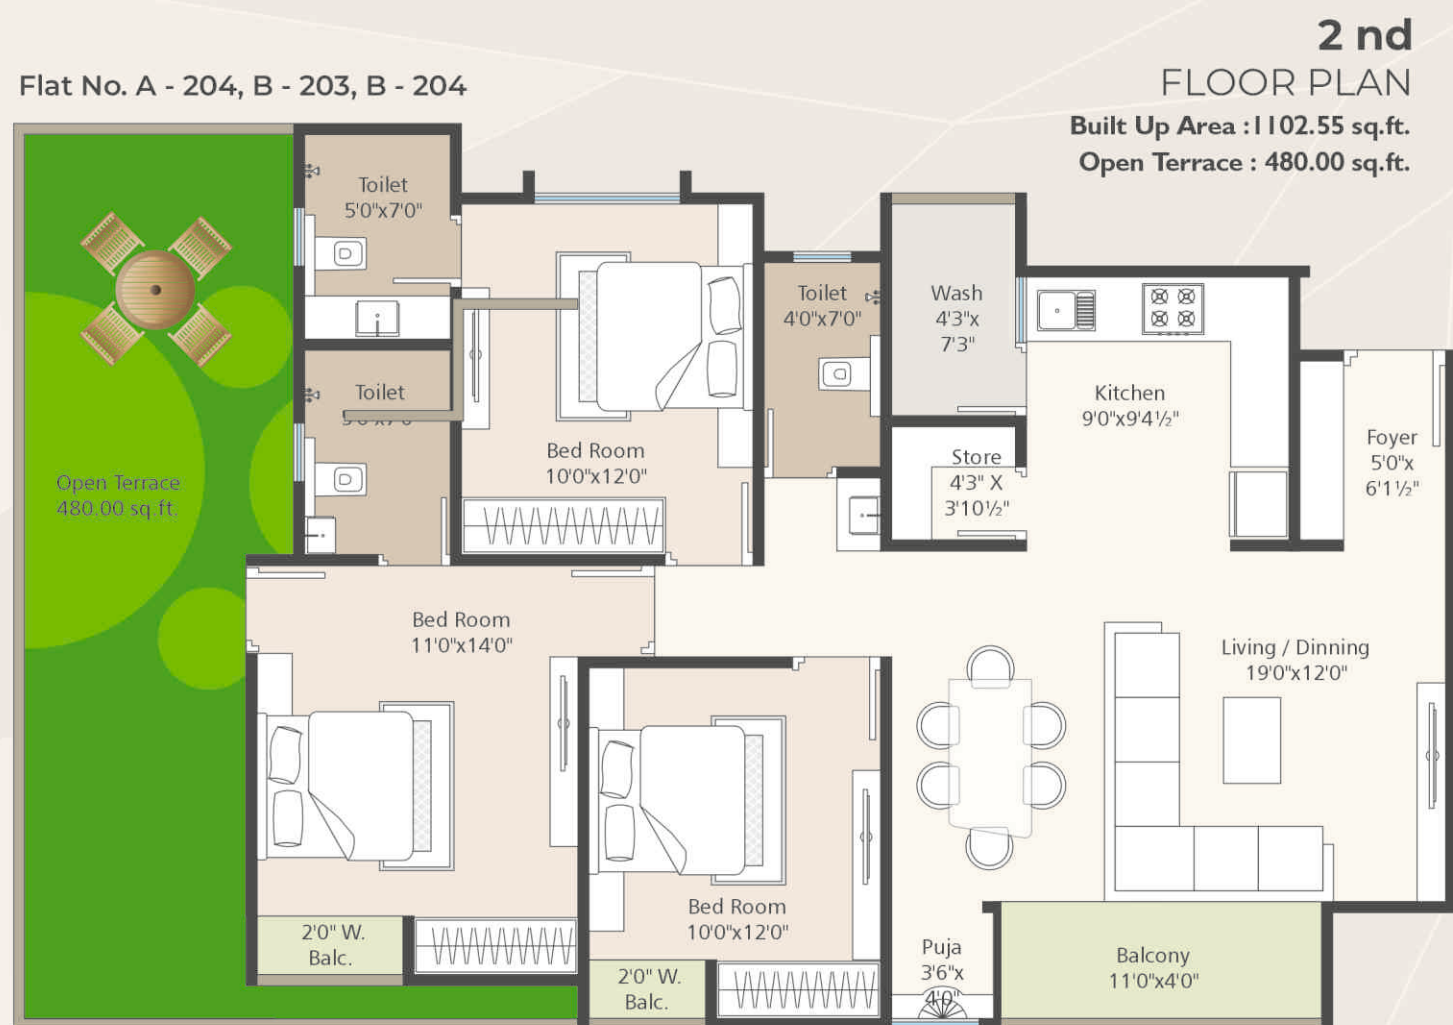 2 nd
FLOOR PLAN
Flat No. A - 204, B - 203, B - 204
Built Up Area :1102.55 sq.ft.
Open Terrace : 480.00 sq.ft.
Toilet
5'0"x7'0"
Toilet
4'0"x7'0"
Wash
4'3"x
7'3"
Kitchen
9'0"x9'4½"
Toilet
Foyer
5'0"x
6'1½"
Bed Room
10'0"x12'0"
Store
4'3" X
3'10½"
Open Terrace
480.00 sq.ft.
Bed Room
11'0"x14'0"
Living / Dinning
19'0"x12'0"
Bed Room
10'0"x12'0"
2'0" W.
Balc.
2'0" W.
Balc.
Puja
3'6"x
4'0"
Balcony
11'0"x4'0"